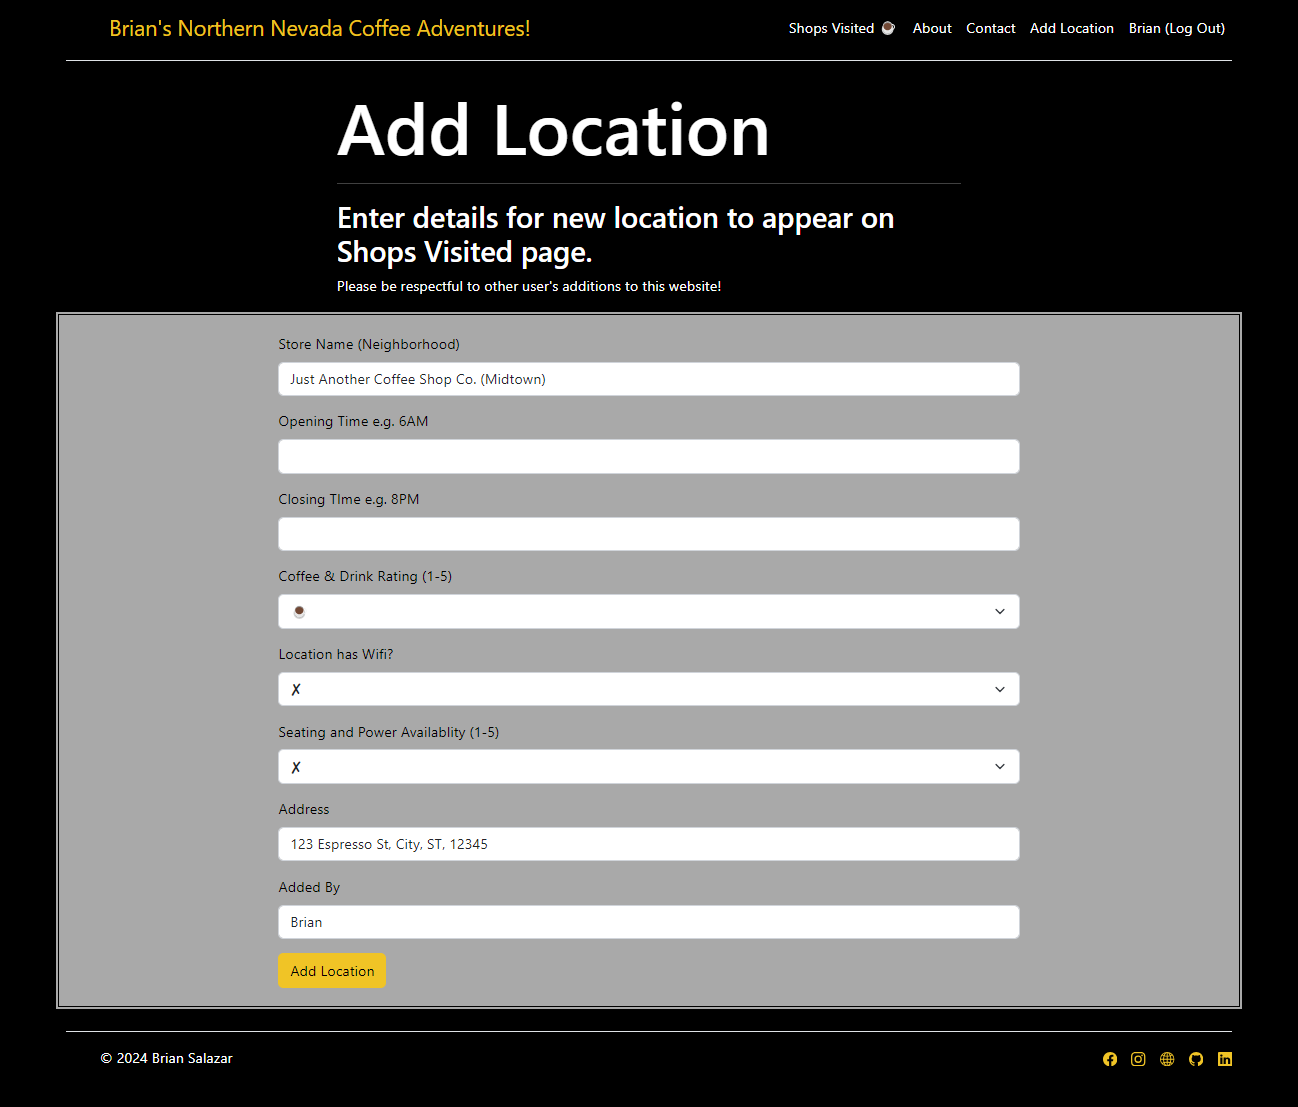 Brian's Northern Nevada Coffee Adventures!
Shops Visited ☕ About Contact Add Location Brian (Log Out)
Add Location
Enter details for new location to appear on
Shops Visited page.
Please be respectful to other user's additions to this website!
Store Name (Neighborhood)
Just Another Coffee Shop Co. (Midtown)
Opening Time e.g. 6AM
Closing TIme e.g. 8PM
Coffee & Drink Rating (1-5)
☕
Location has Wifi?
✗
Seating and Power Availablity (1-5)
✗
Address
123 Espresso St, City, ST, 12345
Added By
Brian
Add Location
© 2024 Brian Salazar